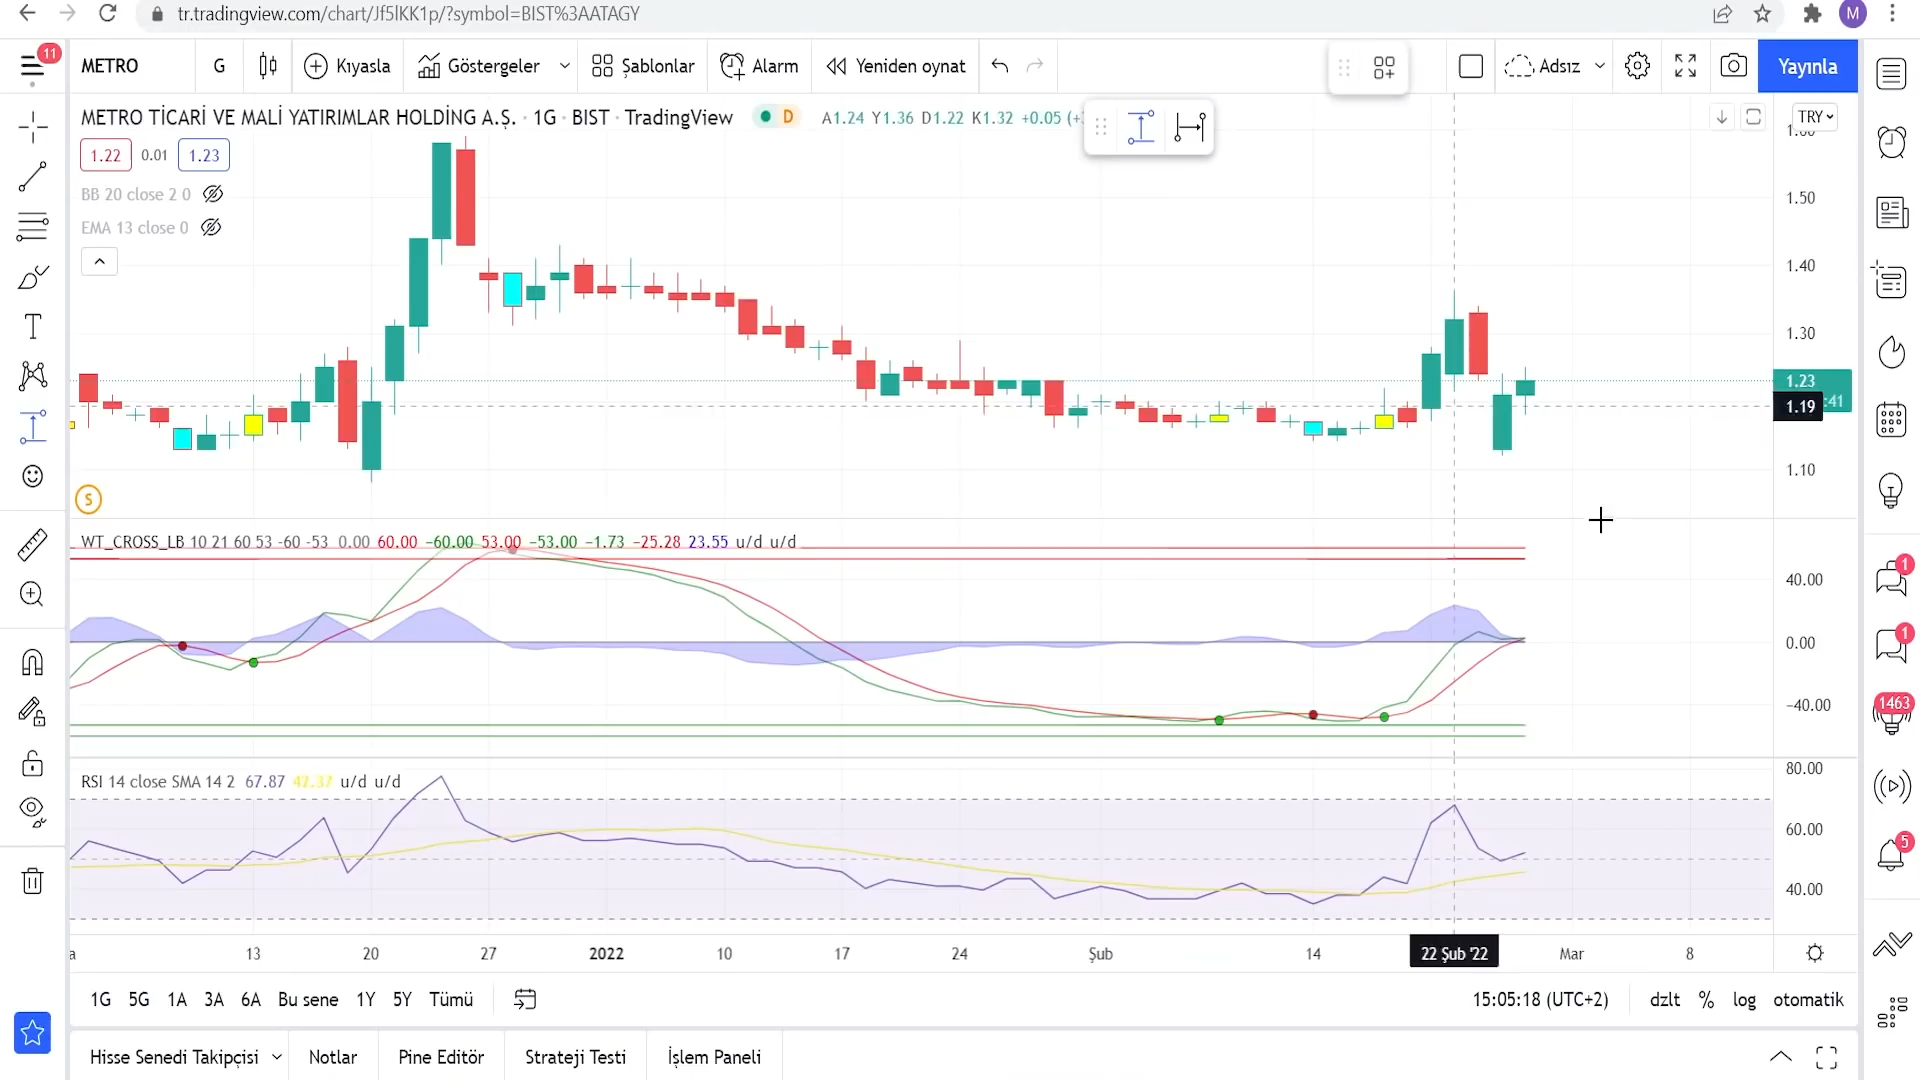 tr.tradingview.com/chart/Jf5lKK1p/?symbol=BIST%3AATAGY
M
11
METRO
G
Kıyasla
Göstergeler
Şablonlar
Alarm
Yeniden oynat
Adsız
Yayınla
METRO TİCARİ VE MALİ YATIRIMLAR HOLDİNG A.Ş. · 1G · BIST · TradingView
D
A1.24 Y1.36 D1.22 K1.32 +0.05
TRY
1.22
0.01
1.23
BB 20 close 2 0
EMA 13 close 0
1.60
1.50
1.40
1.30
1.23
:41
1.19
1.10
S
WT_CROSS_LB 10 21 60 53 -60 -53 0.00 60.00 −60.00 53.00 −53.00 −1.73 −25.28 23.55 u/d u/d
40.00
0.00
−40.00
RSI 14 close SMA 14 2 67.87 42.37 u/d u/d
80.00
60.00
40.00
1
1
1463
5
a
13
20
27
2022
10
17
24
Şub
14
22 Şub '22
Mar
8
1G 5G 1A 3A 6A Bu sene 1Y 5Y Tümü
15:05:18 (UTC+2)
dzlt % log otomatik
Hisse Senedi Takipçisi
Notlar
Pine Editör
Strateji Testi
İşlem Paneli